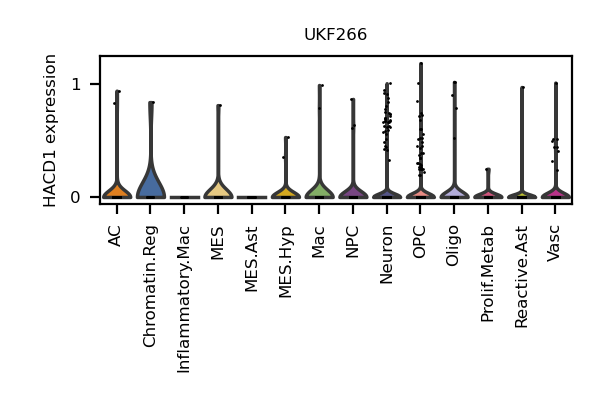 UKF266
HACD1 expression
1
0
AC
Chromatin.Reg
Inflammatory.Mac
MES
MES.Ast
MES.Hyp
Mac
NPC
Neuron
OPC
Oligo
Prolif.Metab
Reactive.Ast
Vasc